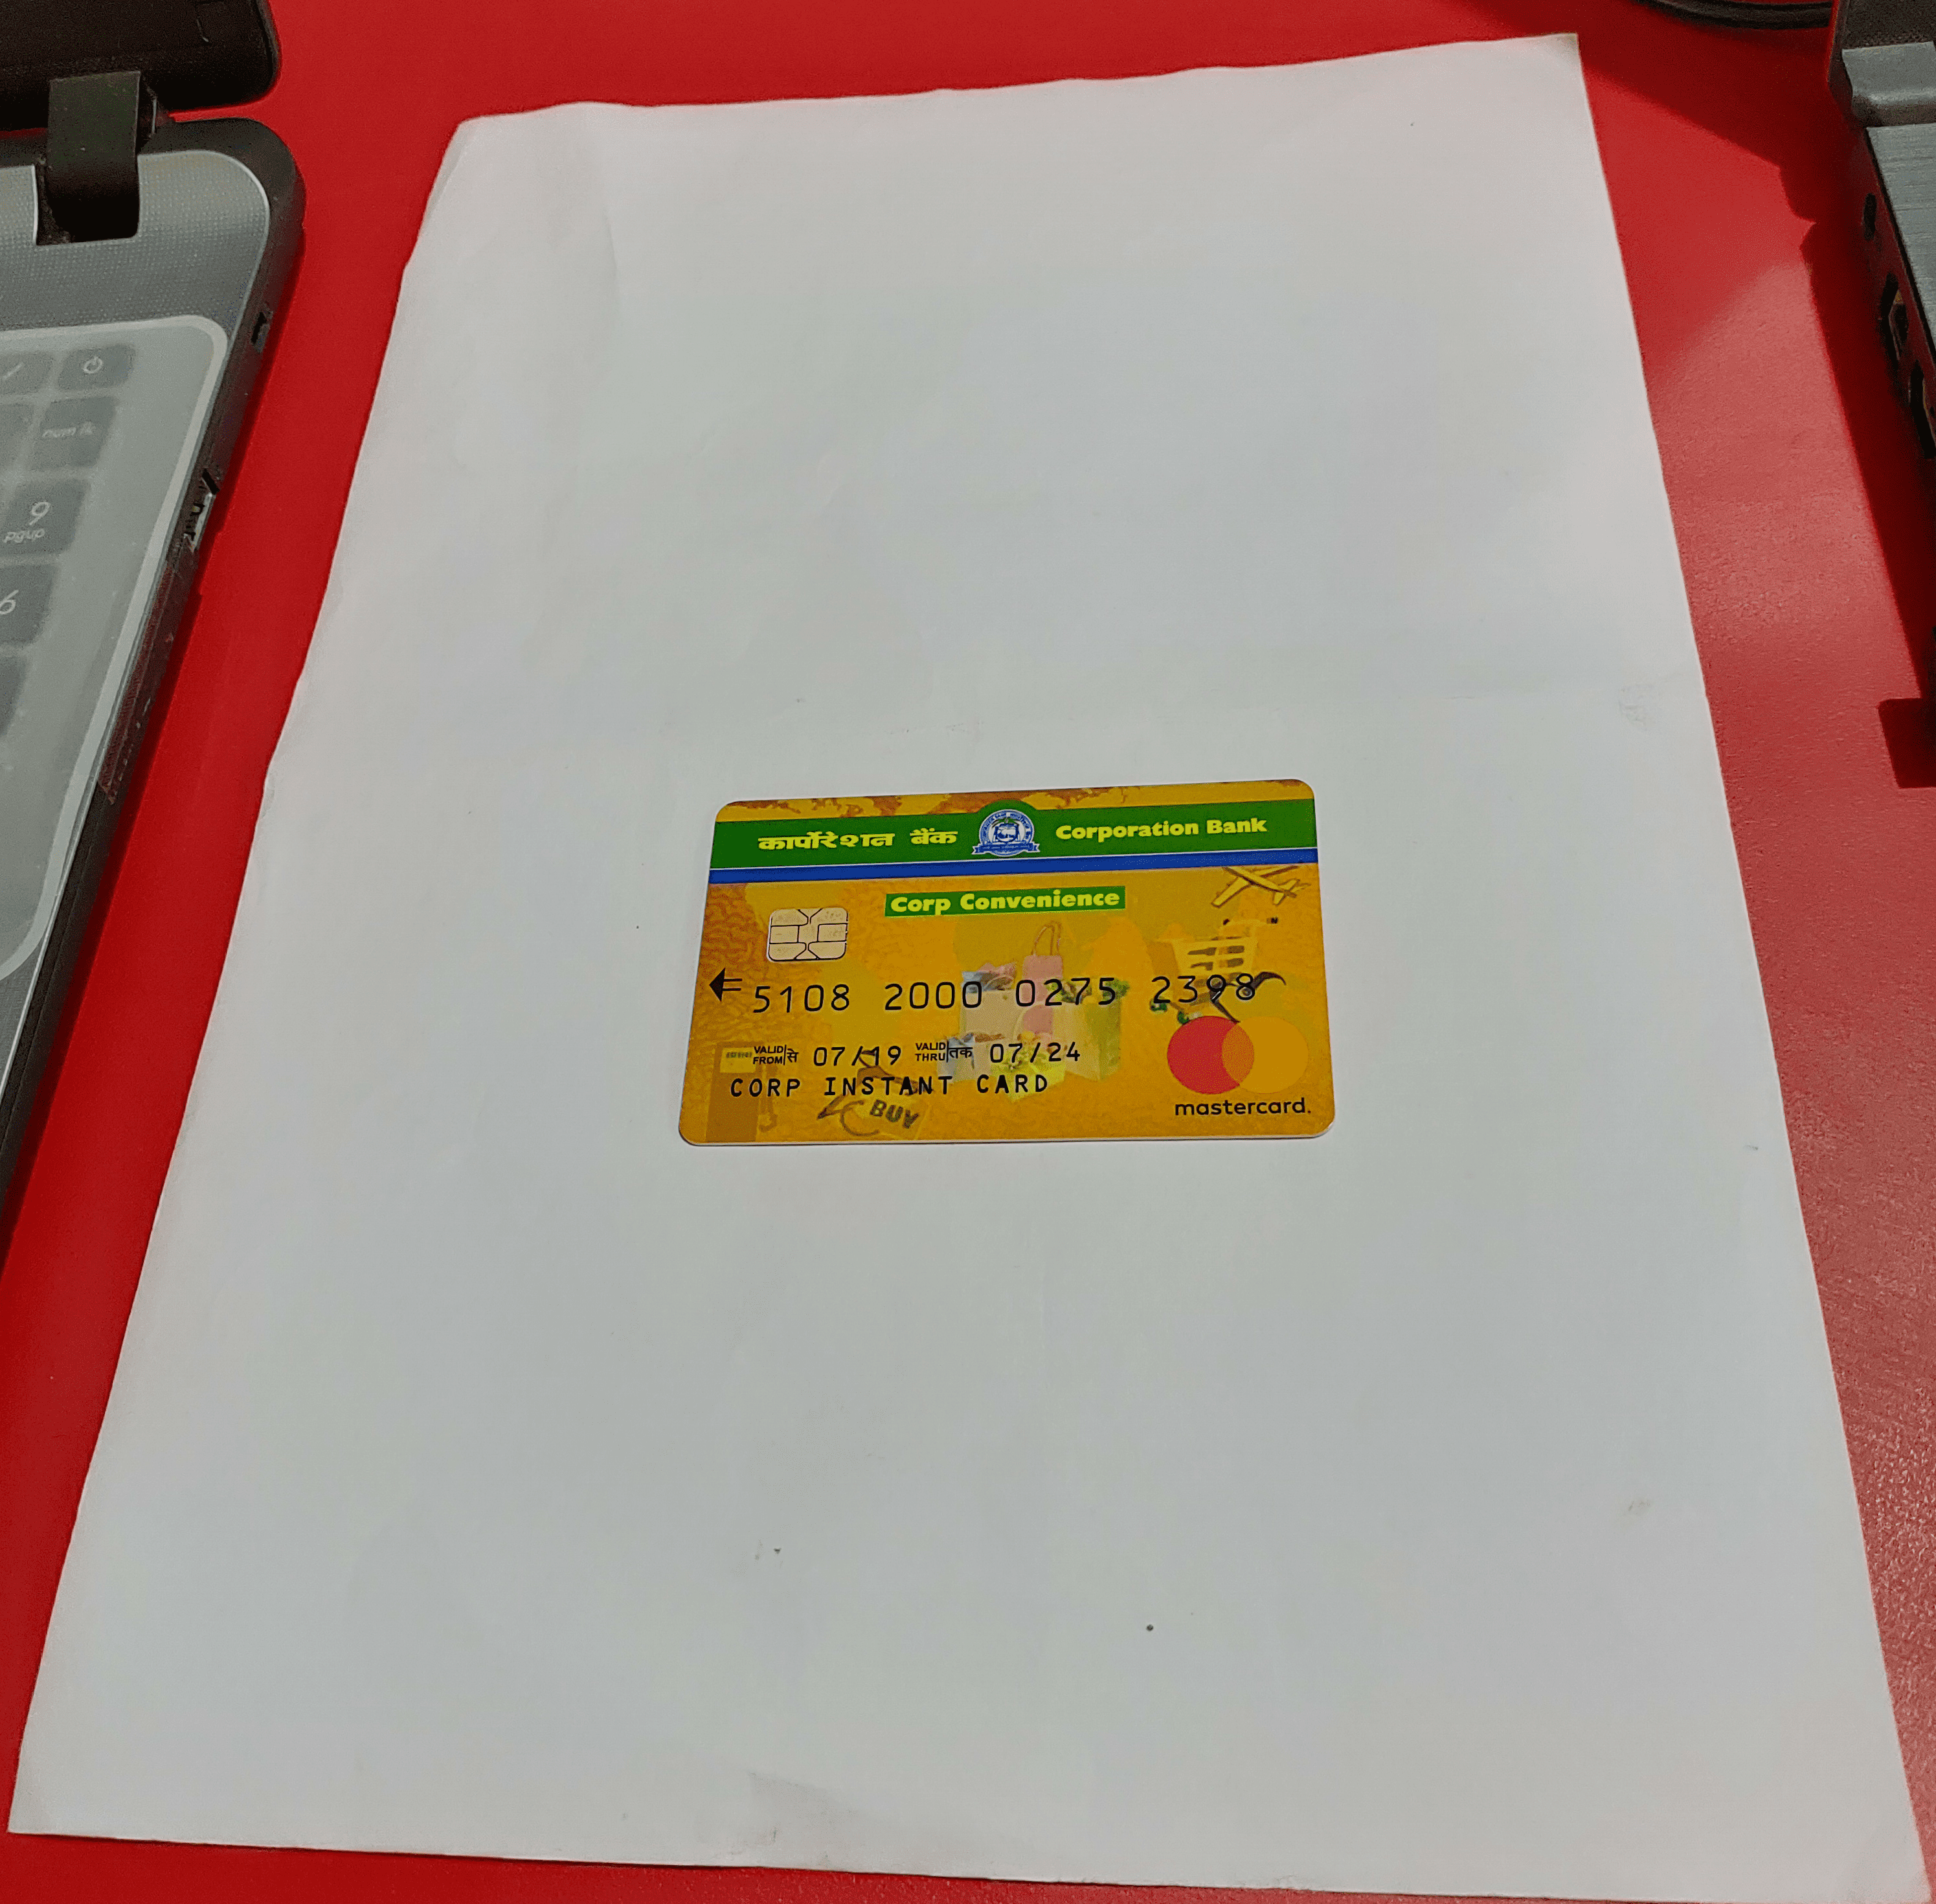 num lk
9
pgup
6
कार्पोरेशन बैंक Corporation Bank
Corp Convenience
5108 2000 0275 2398
VALID FROM से 07/19 VALID THRU तक 07/24
CORP INSTANT CARD
BUY
mastercard.